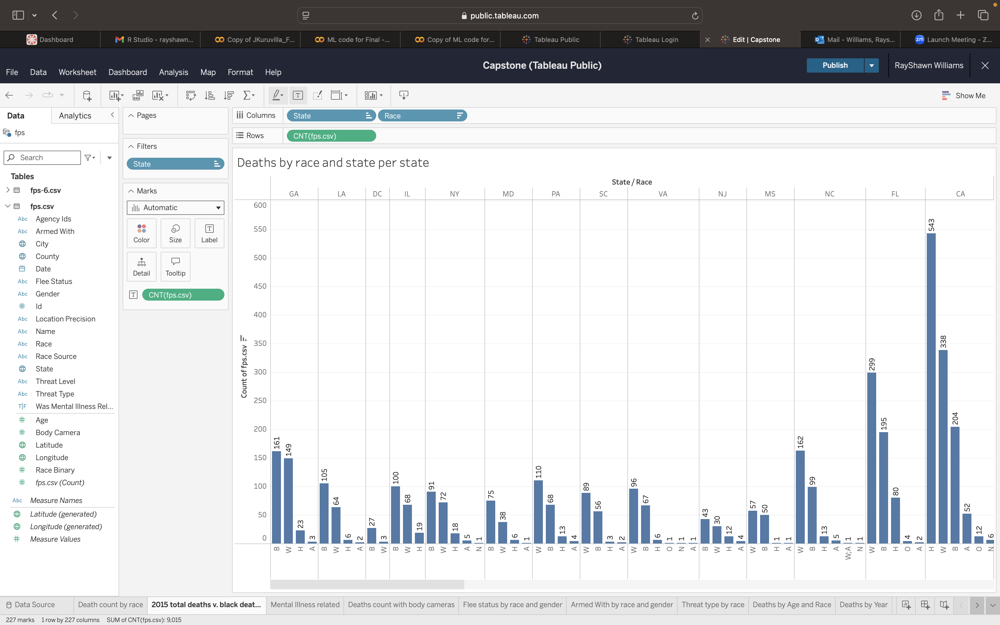 public.tableau.com
Dashboard
R Studio - rayshawn...
Copy of JKuruvilla_F...
ML code for Final -...
Copy of ML code for...
Tableau Public
Tableau Login
Edit | Capstone
Mail - Williams, Rays...
zm
Launch Meeting - Z...
File Data Worksheet Dashboard Analysis Map Format Help
Capstone (Tableau Public)
Publish
RayShawn Williams
Show Me
Data
Analytics
fps
Search
Tables
fps-6.csv
fps.csv
Abc Agency Ids
Abc Armed With
City
County
Date
Abc Flee Status
Abc Gender
Id
Abc Location Precision
Abc Name
Abc Race
Abc Race Source
State
Abc Threat Level
Abc Threat Type
T|F Was Mental Illness Rel...
Age
Body Camera
Latitude
Longitude
Race Binary
fps.csv (Count)
Abc Measure Names
Latitude (generated)
Longitude (generated)
Measure Values
Pages
Filters
State
Marks
Automatic
Color
Size
Label
Detail
Tooltip
CNT(fps.csv)
Columns
State
Race
Rows
CNT(fps.csv)
Deaths by race and state per state
State / Race
GA LA DC IL NY MD PA SC VA NJ MS NC FL CA
Count of fps.csv
600
550
500
450
400
350
300
250
200
150
100
50
0
161 149 23 3
105 64 6 2
27 3
100 68 19
91 72 18 5 1
75 38 6 1
110 68 13 4
89 56 3 2
96 67 6 1 1 1
43 30 12 4
57 50 1 1
162 99 13 5 1 1
299 195 80 4 2
543 338 204 52 12 6
B W H A
B W H A
B W
B W H
B W H A N
B W H A
W B H A
W B H A
W B H O N A
B W H A
W B H A
W B H A W;A N
W B H O A
H W B A O N
Data Source
Death count by race
2015 total deaths v. black deat...
Mental Illness related
Deaths count with body cameras
Flee status by race and gender
Armed With by race and gender
Threat type by race
Deaths by Age and Race
Deaths by Year
227 marks 1 row by 227 columns SUM of CNT(fps.csv): 9,015